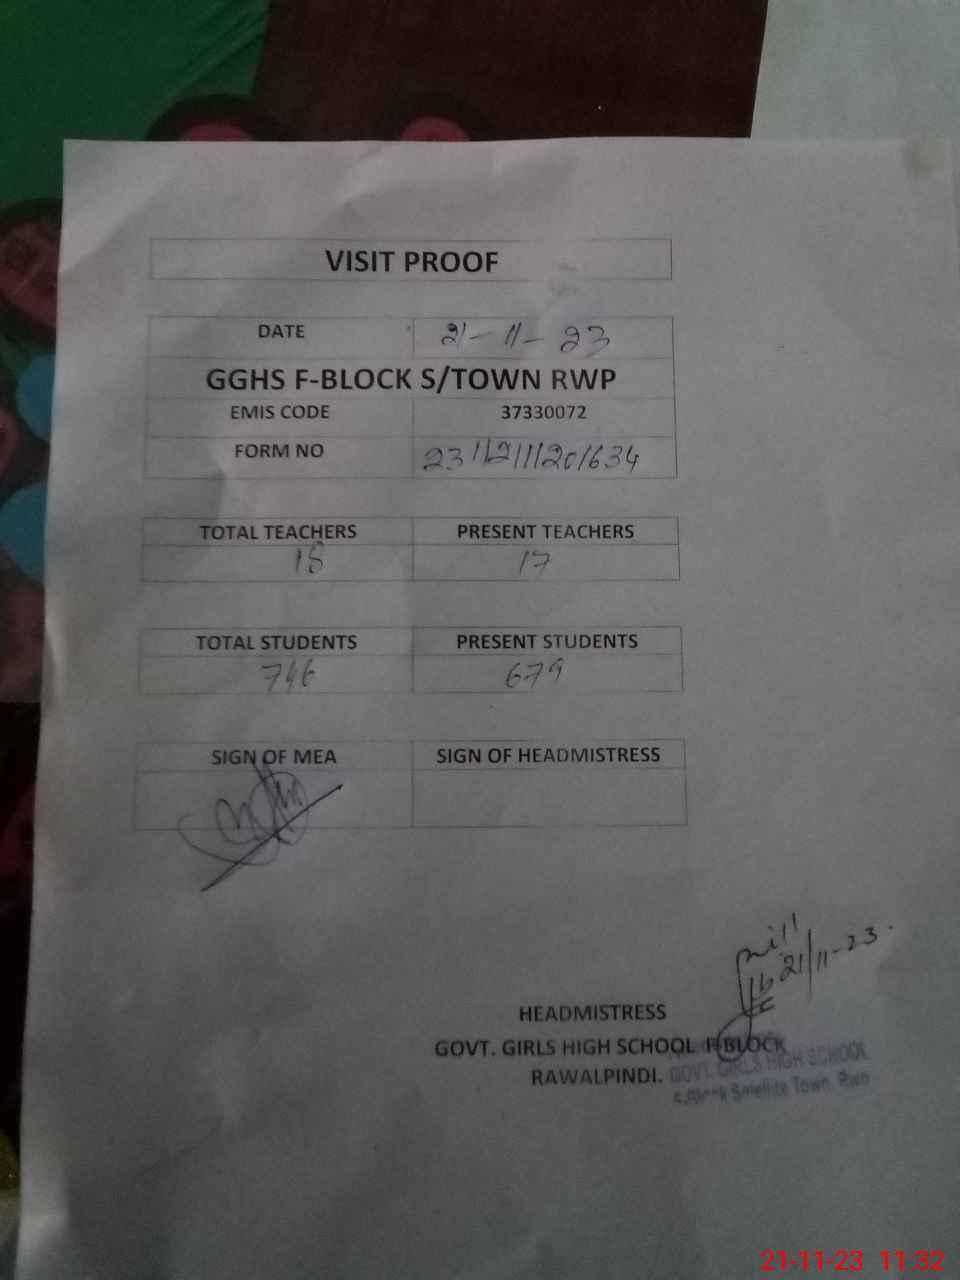 VISIT PROOF
DATE 21-11-23
GGHS F-BLOCK S/TOWN RWP
EMIS CODE 37330072
FORM NO
TOTAL TEACHERS PRESENT TEACHERS
18 17
TOTAL STUDENTS PRESENT STUDENTS
746 679
SIGN OF MEA SIGN OF HEADMISTRESS
21/11-23.
HEADMISTRESS
GOVT. GIRLS HIGH SCHOOL F-BLOCK
RAWALPINDI.
GOVT. GIRLS HIGH SCHOOL
Satellite Town, Rwp
21-11-23 11:32